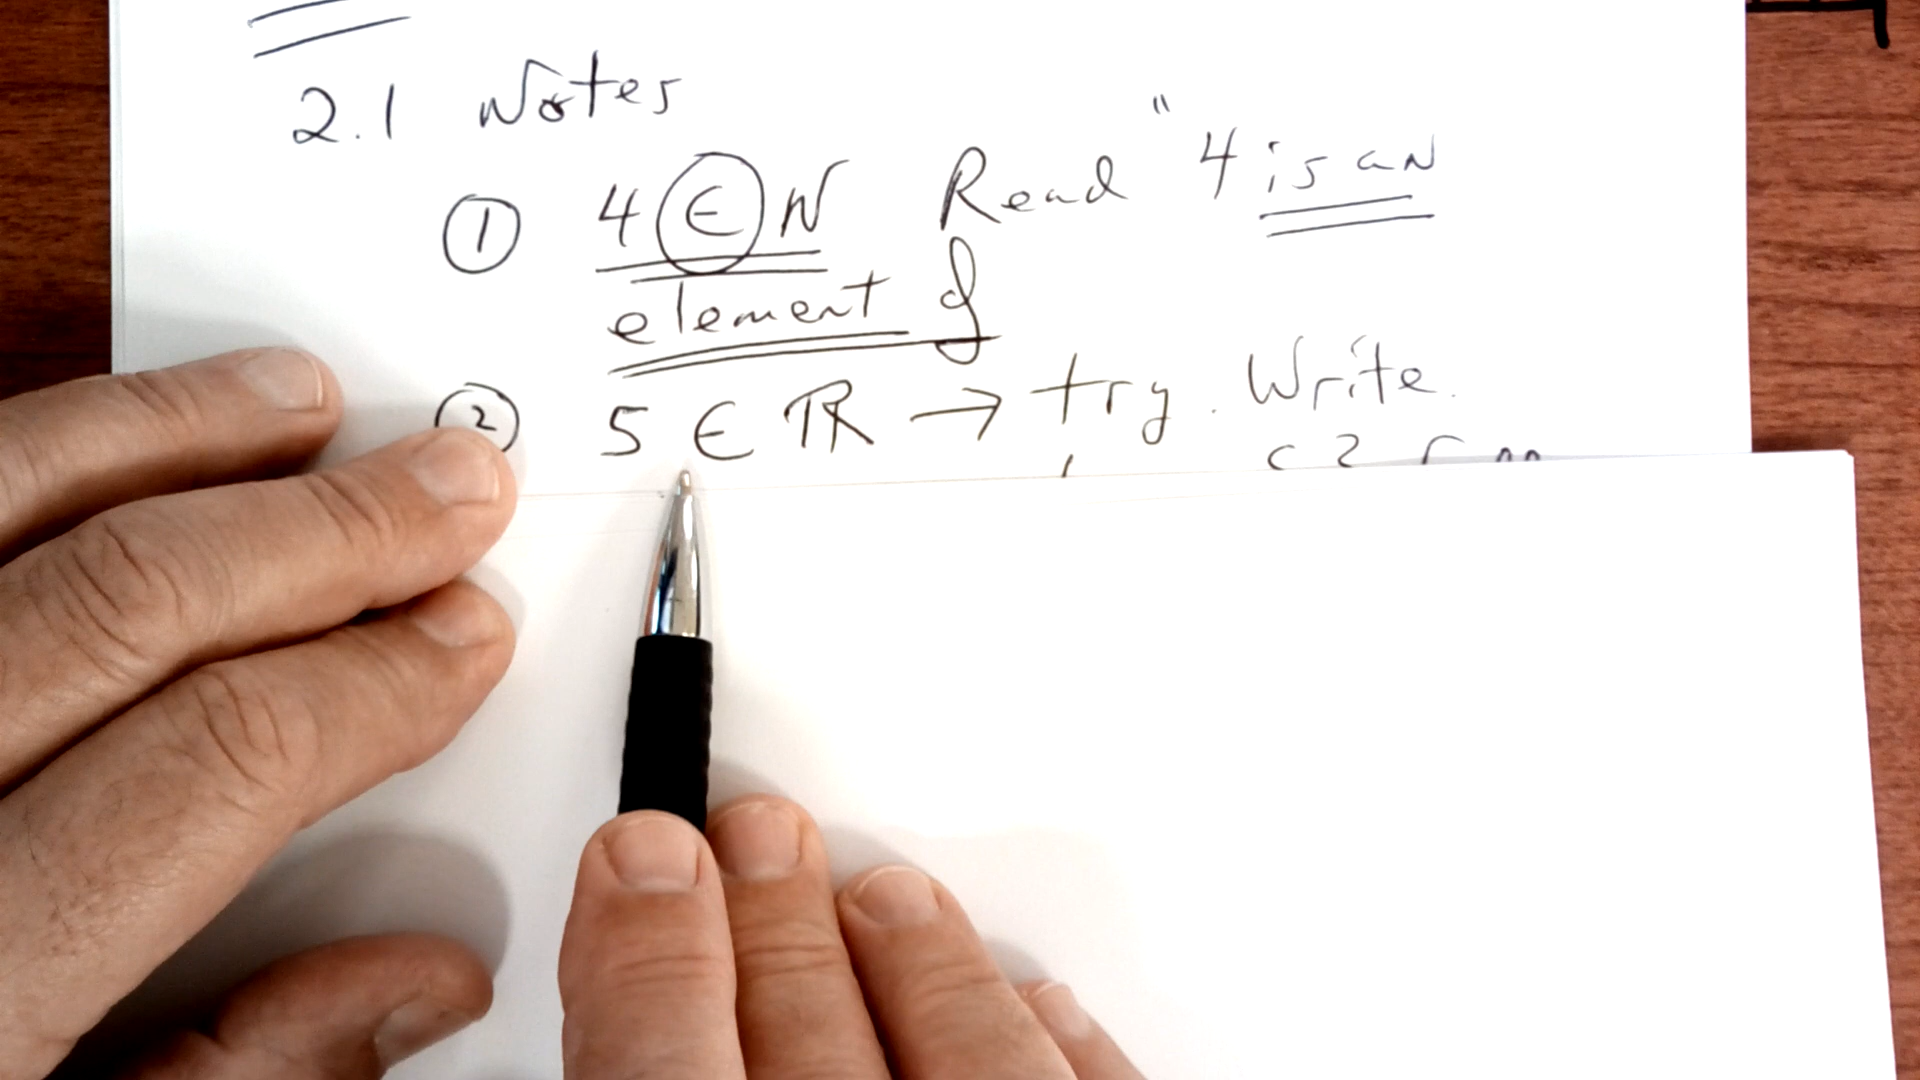 2.1 Notes
① 4 ∈ N Read "4 is an
element of
② 5 ∈ ℝ → try. Write.